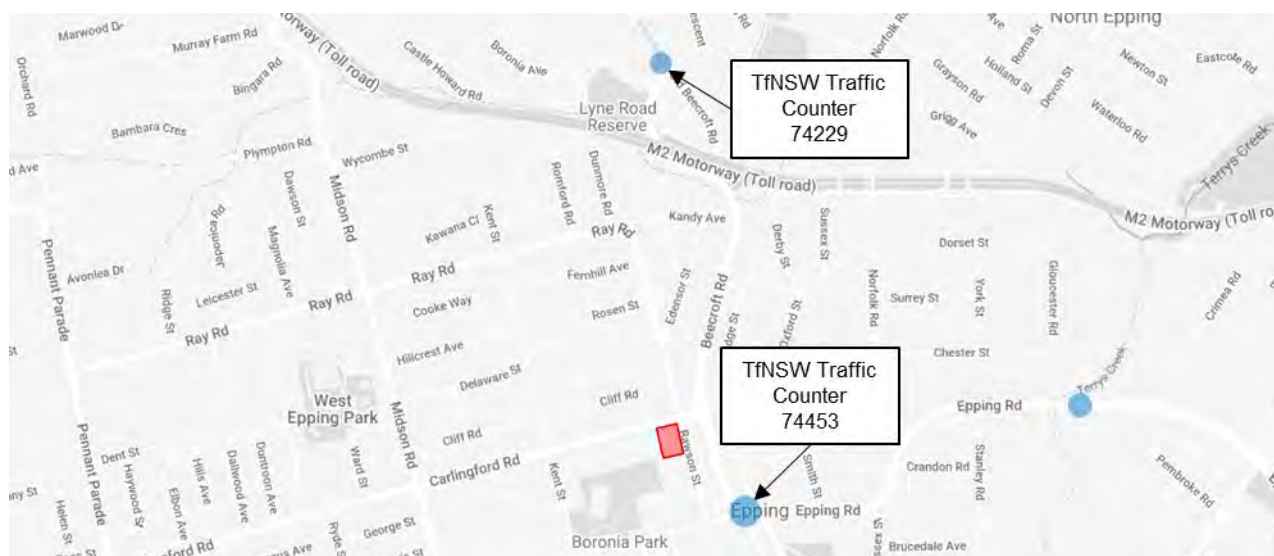 Marwood Dr
Murray Farm Rd
Orchard Rd
Bingara Rd
Bambara Cres
Plympton Rd
Wycombe St
Castle Howard Rd
Boronia Ave
(Toll road)
Lyne Road
Reserve
Beecroft Rd
TfNSW Traffic
Counter
74229
North Epping
Norfolk Rd
Roma St
Holland St
Devon St
Grayson Rd
Grigg Ave
Newton St
Eastcote Rd
Waterloo Rd
Terrys Creek
M2 Motorway (Toll road)
M2 Motorway (Toll
Dawson St
Midson Rd
Magnolia Ave
Pennant Parade
Avonlea Dr
Ridge St
Leicester St
Ray Rd
Ray Rd
Ray Rd
Ray Rd
Kawana Cl
Kent St
Romford Rd
Dunmore Rd
Kandy Ave
Fernhill Ave
Cooke Way
Rosen St
Edensor St
Beecroft Rd
Derby St
Sussex St
Oxford St
Norfolk Rd
Dorset St
Surrey St
York St
Gloucester Rd
Crimea Rd
Chester St
Terrys Creek
Hillcrest Ave
Delaware St
West
Epping Park
Midson Rd
Cliff Rd
Cliff Rd
Carlingford Rd
Rawson St
TfNSW Traffic
Counter
74453
Epping Rd
Crandon Rd
Stanley Rd
Pembroke Rd
Smith St
Epping
Epping Rd
Brucedale Ave
Boronia Park
Kent St
Ward St
George St
Pennant Parade
Dent St
Haywood St
Hills Ave
Elbon Ave
Dallwood Ave
Duntroon Ave
Helen St